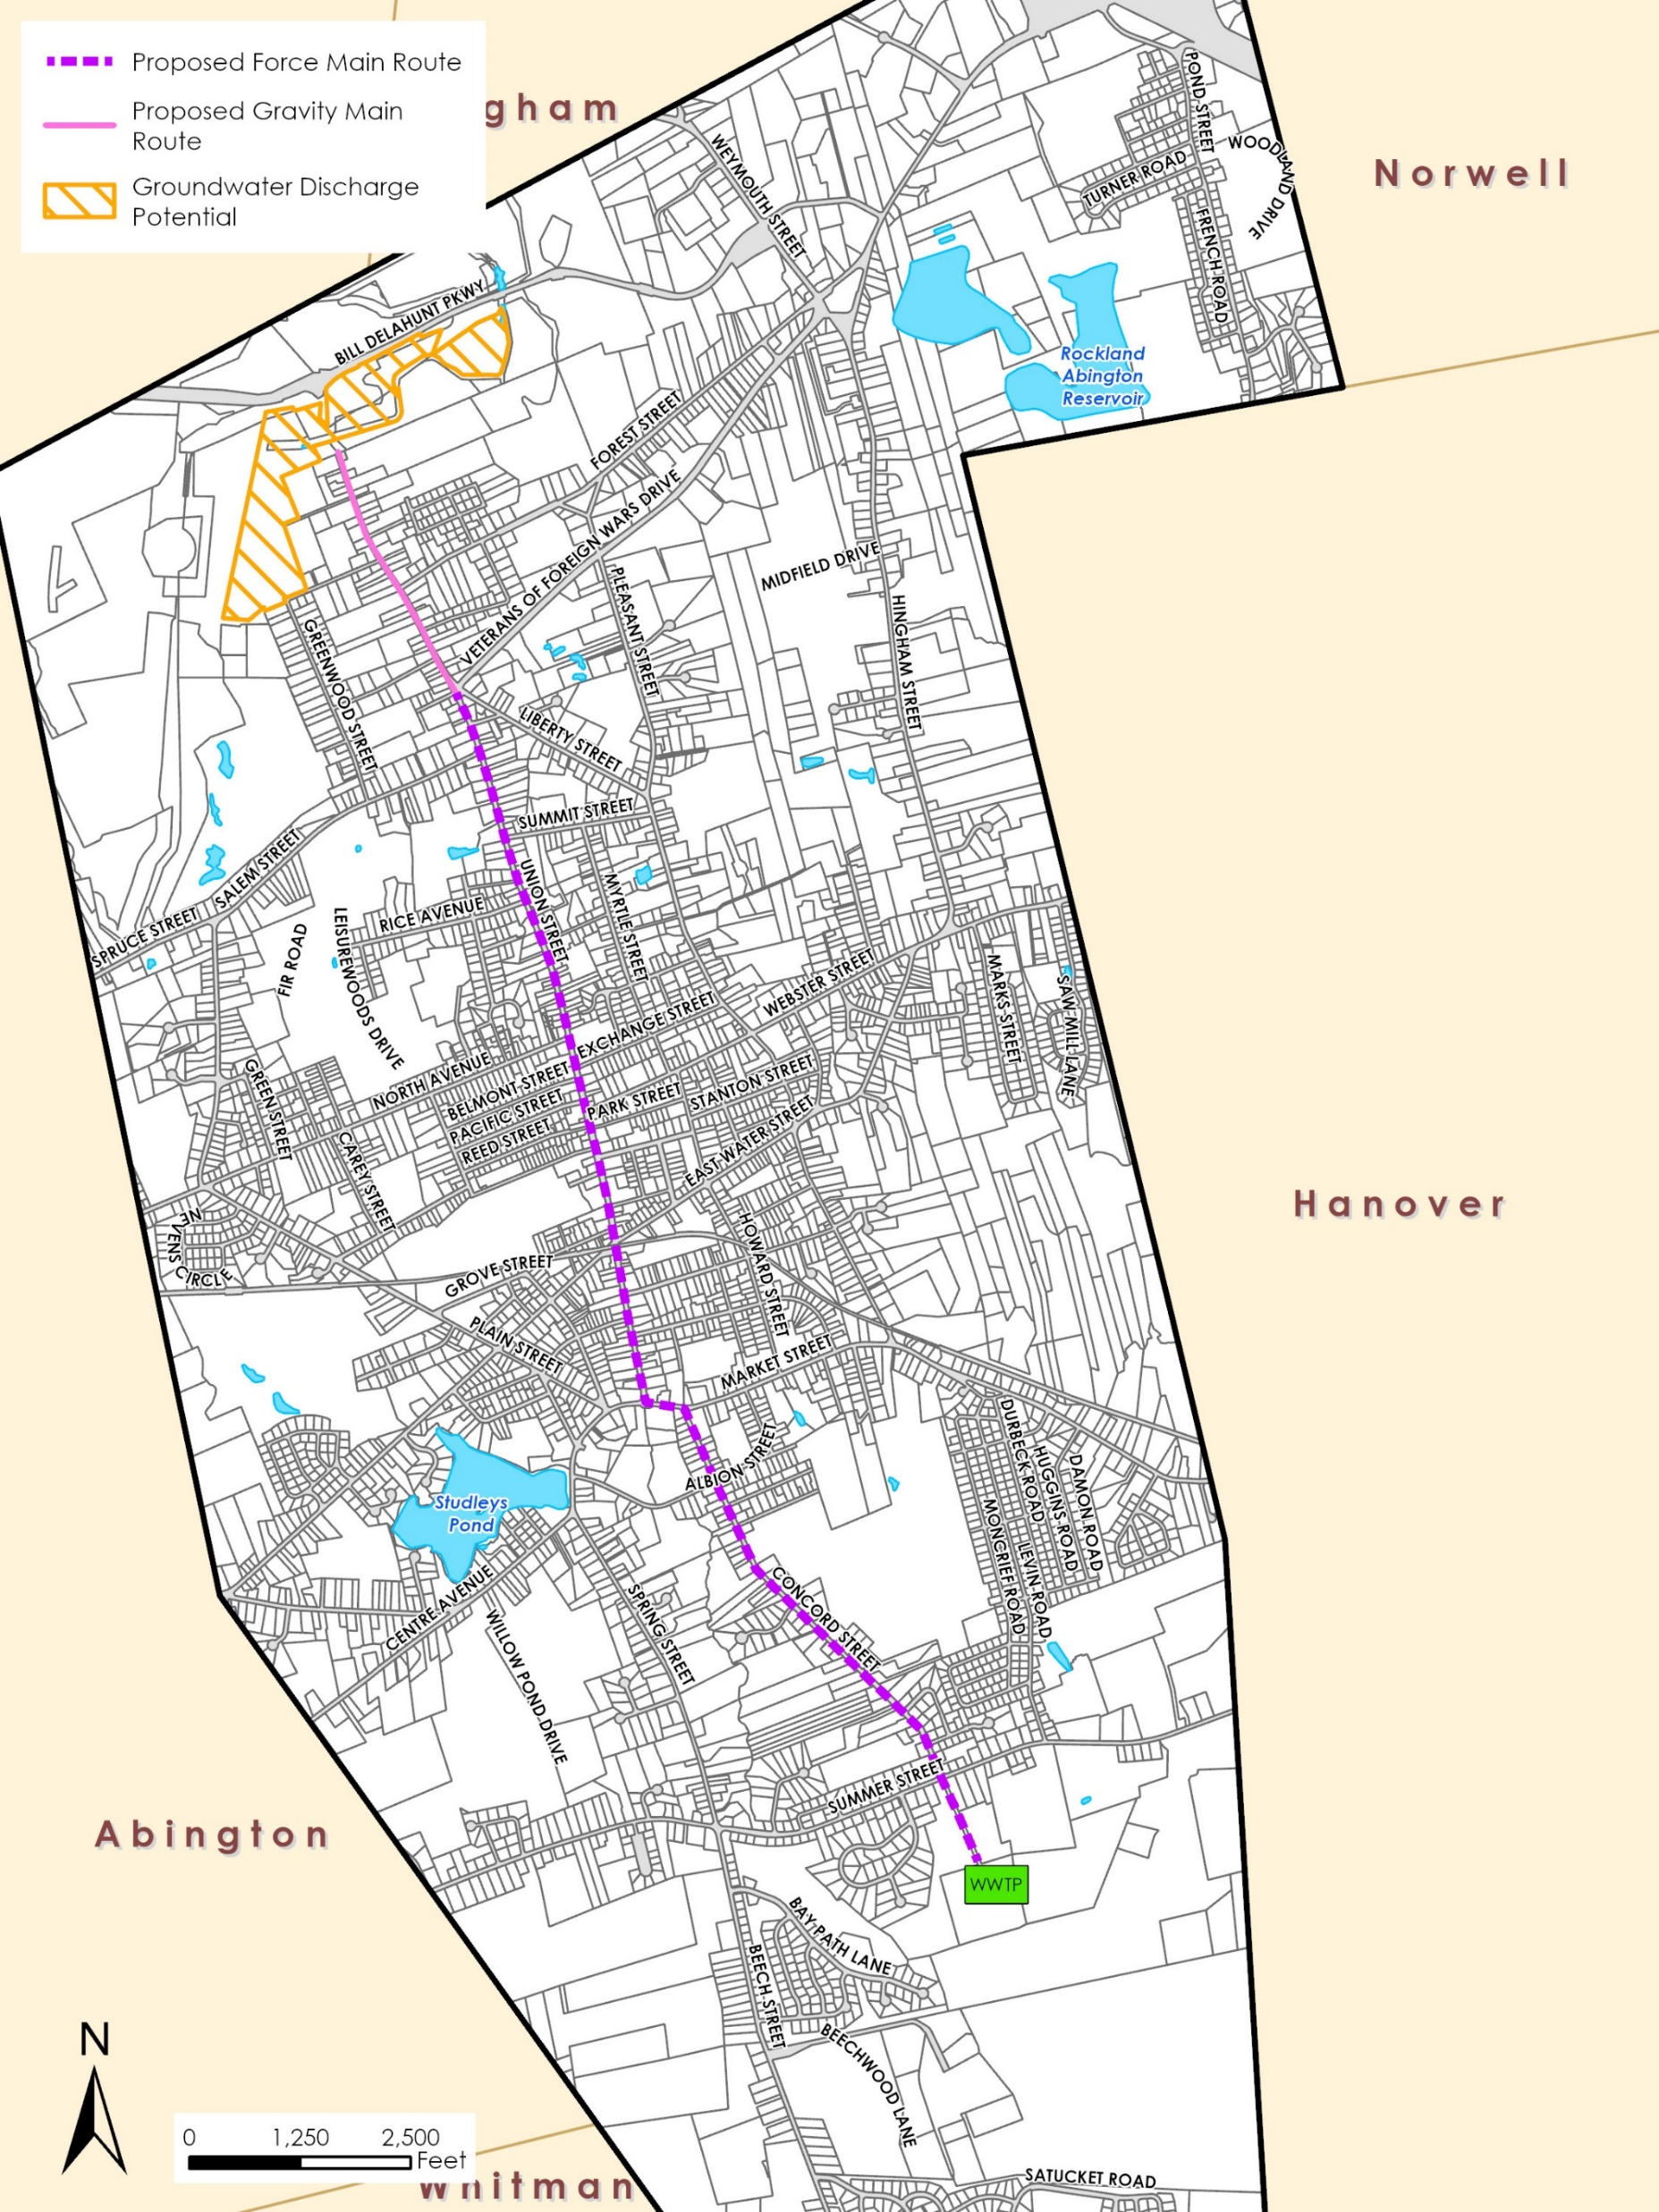 Proposed Force Main Route
Proposed Gravity Main
Route
Groundwater Discharge
Potential
gham
Norwell
POND STREET
WOODLAND DRIVE
TURNER ROAD
FRENCH ROAD
WEYMOUTH STREET
BILL DELAHUNT PKWY
Rockland
Abington
Reservoir
FOREST STREET
VETERANS OF FOREIGN WARS DRIVE
MIDFIELD DRIVE
PLEASANT STREET
HINGHAM STREET
GREENWOOD STREET
LIBERTY STREET
SUMMIT STREET
SALEM STREET
SPRUCE STREET
UNION STREET
MYRTLE STREET
RICE AVENUE
LEISUREWOODS DRIVE
FIR ROAD
WEBSTER STREET
MARKS STREET
SAW MILL LANE
EXCHANGE STREET
NORTH AVENUE
BELMONT STREET
PACIFIC STREET
REED STREET
PARK STREET
STANTON STREET
EAST WATER STREET
GREEN STREET
CAREY STREET
NEVENS CIRCLE
Hanover
GROVE STREET
HOWARD STREET
PLAIN STREET
MARKET STREET
ALBION STREET
DURBECK ROAD
HUGGINS ROAD
DAMON ROAD
MONCRIEF ROAD
LEVIN ROAD
Studleys
Pond
CENTRE AVENUE
WILLOW POND DRIVE
SPRING STREET
CONCORD STREET
SUMMER STREET
Abington
WWTP
BAY PATH LANE
BEECH STREET
BEECHWOOD LANE
SATUCKET ROAD
N
0 1,250 2,500
Feet
Whitman